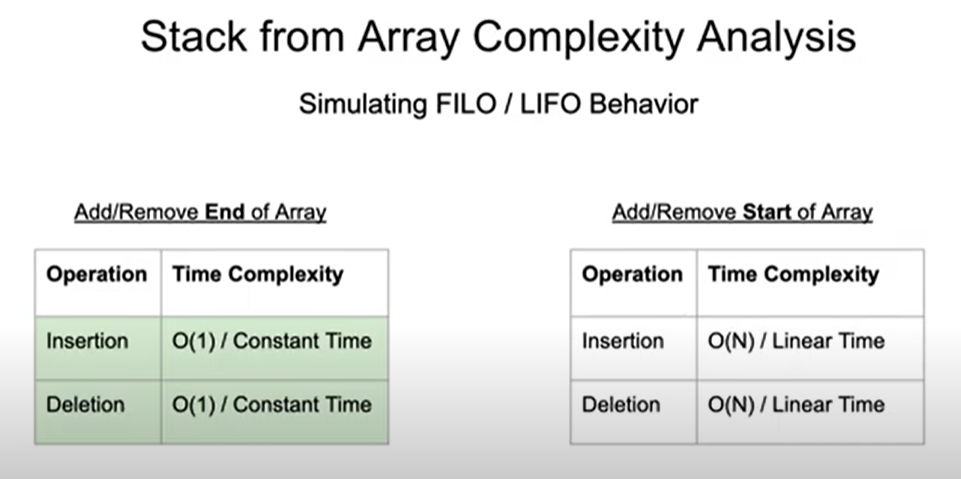 Stack from Array Complexity Analysis
Simulating FILO / LIFO Behavior
Add/Remove End of Array
Operation Time Complexity
Insertion O(1) / Constant Time
Deletion O(1) / Constant Time
Add/Remove Start of Array
Operation Time Complexity
Insertion O(N) / Linear Time
Deletion O(N) / Linear Time